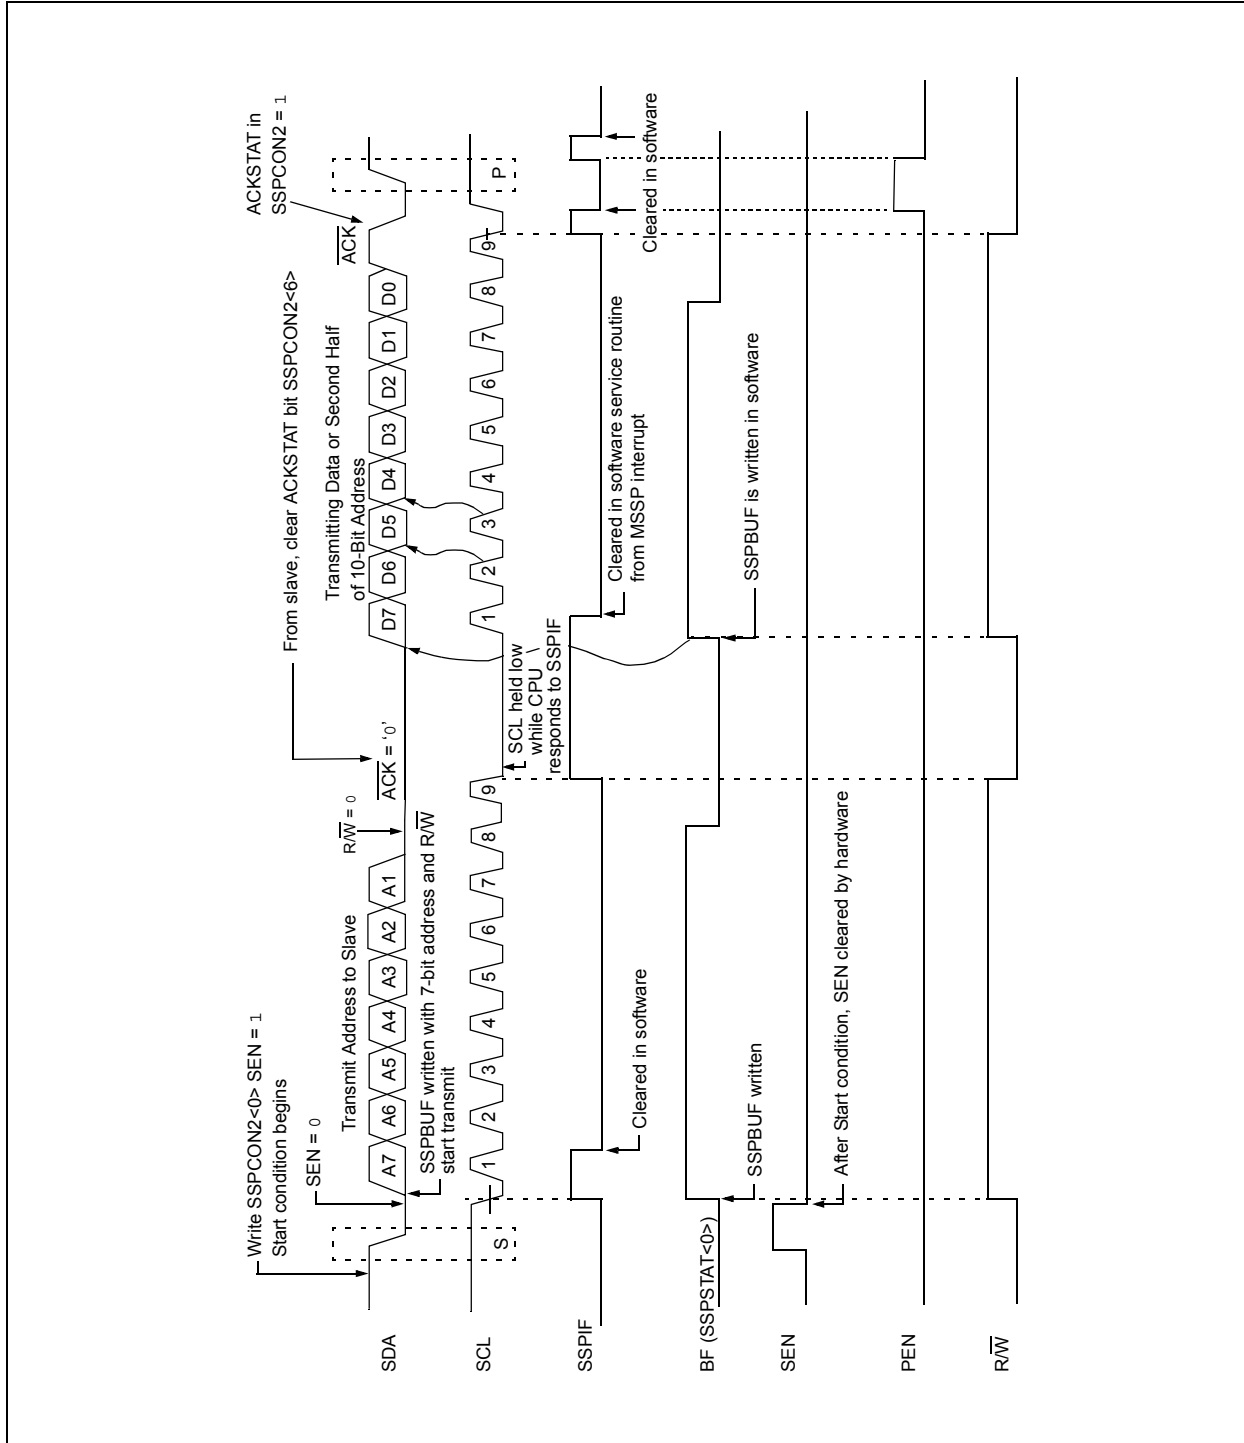 Write SSPCON2<0> SEN = 1
Start condition begins
SEN = 0
From slave, clear ACKSTAT bit SSPCON2<6>
ACKSTAT in
SSPCON2 = 1
Transmit Address to Slave
R/W = 0
ACK = '0'
Transmitting Data or Second Half
of 10-Bit Address
ACK
SDA
A7 A6 A5 A4 A3 A2 A1
D7 D6 D5 D4 D3 D2 D1 D0
SSPBUF written with 7-bit address and R/W
start transmit
SCL
S
1 2 3 4 5 6 7 8 9
1 2 3 4 5 6 7 8 9
P
SCL held low
while CPU
responds to SSPIF
SSPIF
Cleared in software
Cleared in software service routine
from MSSP interrupt
Cleared in software
BF (SSPSTAT<0>)
SSPBUF written
SSPBUF is written in software
SEN
After Start condition, SEN cleared by hardware
PEN
R/W